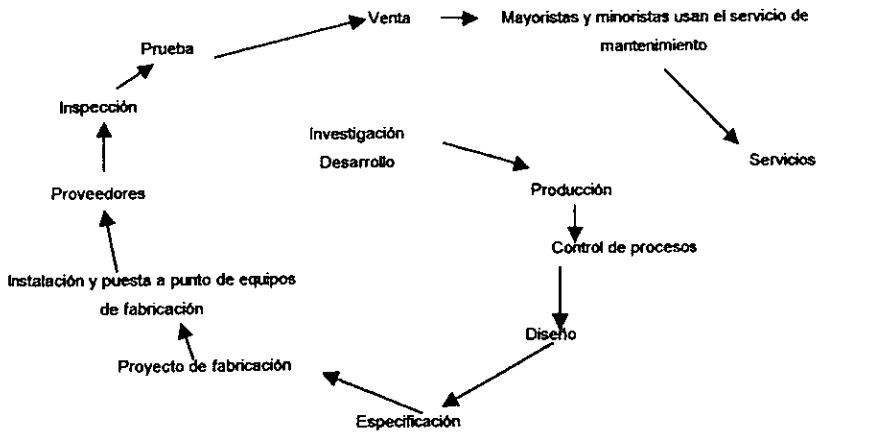 Venta
Mayoristas y minoristas usan el servicio de
mantenimiento
Prueba
Inspección
Investigación
Desarrollo
Servicios
Proveedores
Producción
Control de procesos
Instalación y puesta a punto de equipos
de fabricación
Diseño
Proyecto de fabricación
Especificación